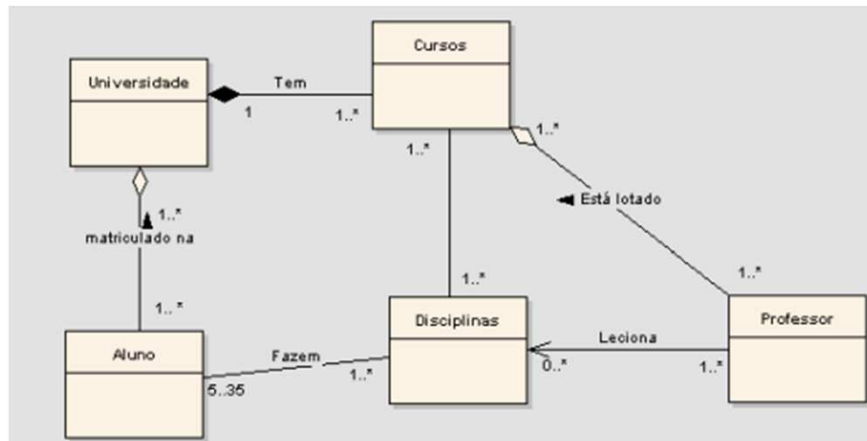 Cursos
Universidade
Tem
1
1..*
1..*
1..*
1..*
matriculado na
◄ Está lotado
1..*
1..*
1..*
Disciplinas
Professor
Aluno
Fazem
Leciona
5..35
1..*
0..*
1..*